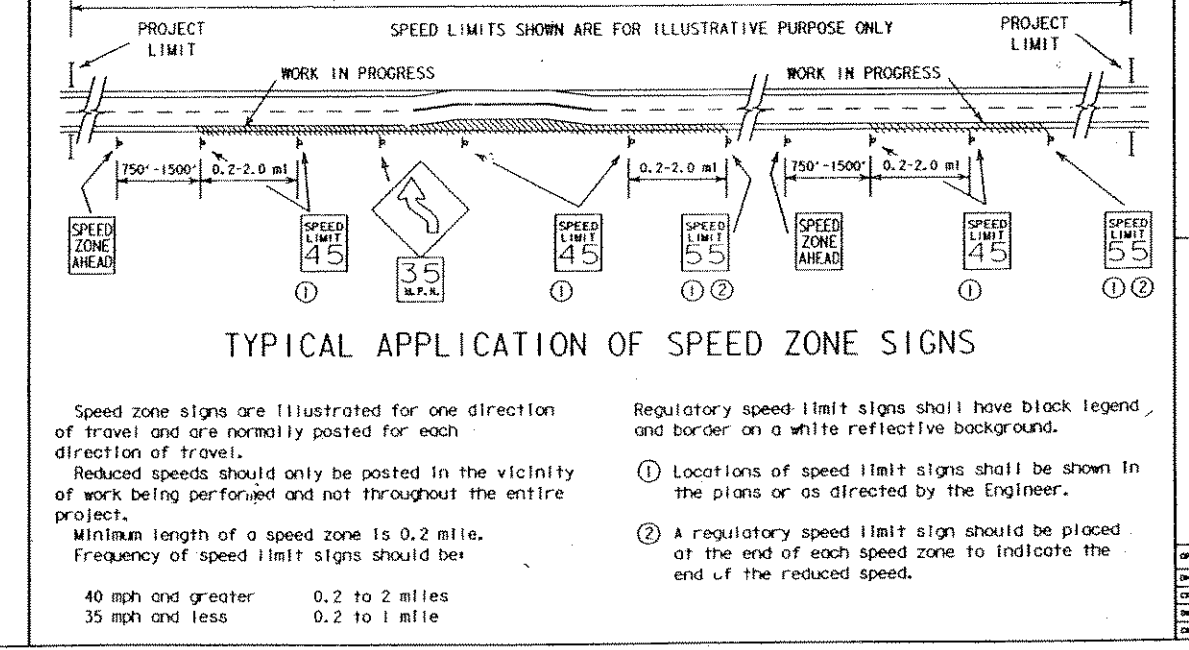 PROJECT
LIMIT
SPEED LIMITS SHOWN ARE FOR ILLUSTRATIVE PURPOSE ONLY
PROJECT
LIMIT
WORK IN PROGRESS
WORK IN PROGRESS
750'-1500'
0.2-2.0 mi
0.2-2.0 mi
750'-1500'
0.2-2.0 mi
SPEED
ZONE
AHEAD
SPEED
LIMIT
45
35
M.P.H.
SPEED
LIMIT
45
SPEED
LIMIT
55
SPEED
ZONE
AHEAD
SPEED
LIMIT
45
SPEED
LIMIT
55
① ① ① ② ① ① ②
TYPICAL APPLICATION OF SPEED ZONE SIGNS
Speed zone signs are illustrated for one direction
of travel and are normally posted for each
direction of travel.
Reduced speeds should only be posted in the vicinity
of work being performed and not throughout the entire
project.
Minimum length of a speed zone is 0.2 mile.
Frequency of speed limit signs should be:
40 mph and greater 0.2 to 2 miles
35 mph and less 0.2 to 1 mile
Regulatory speed limit signs shall have black legend
and border on a white reflective background.
① Locations of speed limit signs shall be shown in
the plans or as directed by the Engineer.
② A regulatory speed limit sign should be placed
at the end of each speed zone to indicate the
end of the reduced speed.